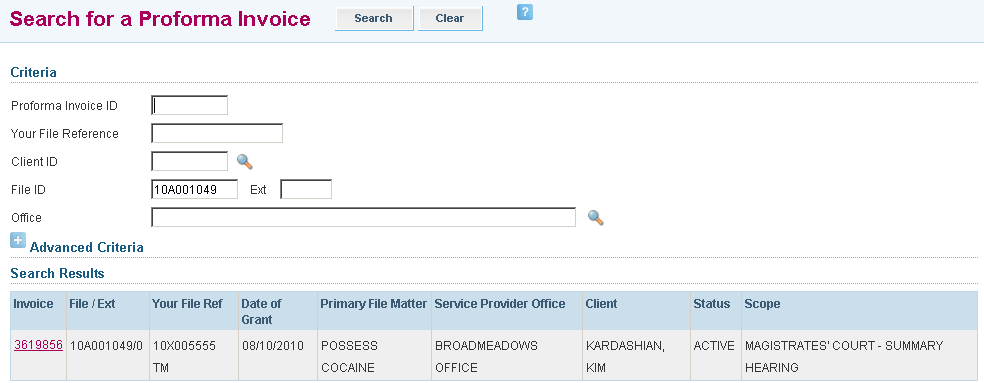 Search for a Proforma Invoice Search Clear ?
Criteria
Proforma Invoice ID
Your File Reference
Client ID
File ID 10A001049 Ext
Office
+ Advanced Criteria
Search Results
Invoice File / Ext Your File Ref Date of Grant Primary File Matter Service Provider Office Client Status Scope
3619856 10A001049/0 10X005555 TM 08/10/2010 POSSESS COCAINE BROADMEADOWS OFFICE KARDASHIAN, KIM ACTIVE MAGISTRATES' COURT - SUMMARY HEARING